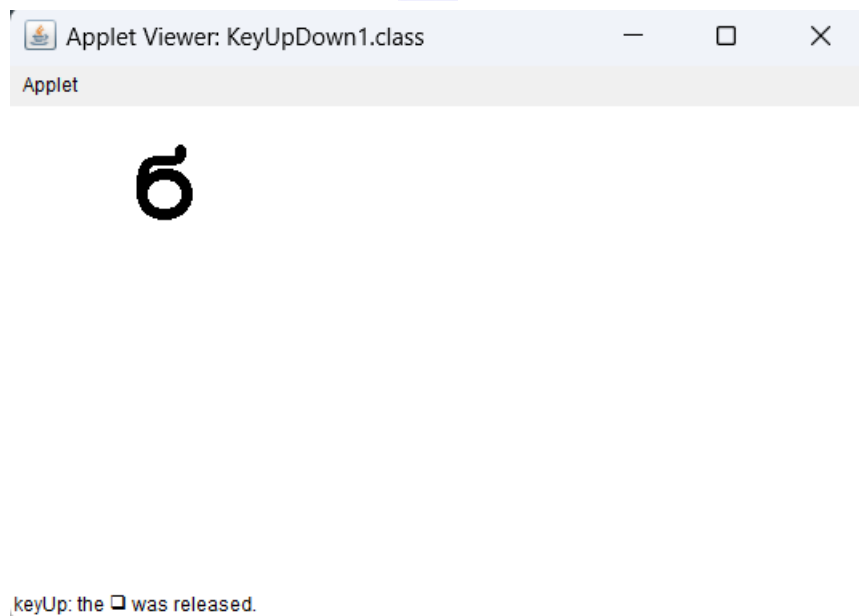 Applet Viewer: KeyUpDown1.class
Applet
б
keyUp: the ❑ was released.